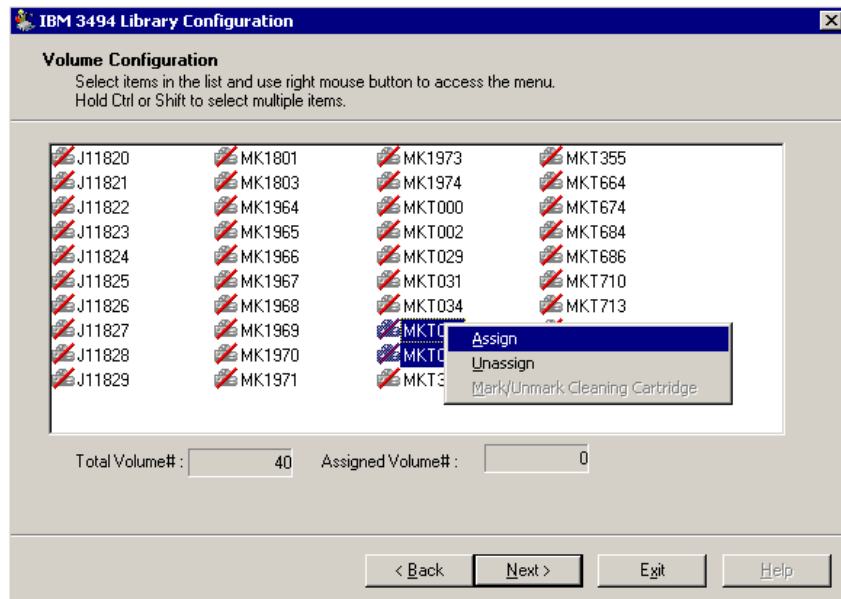 IBM 3494 Library Configuration
Volume Configuration
Select items in the list and use right mouse button to access the menu.
Hold Ctrl or Shift to select multiple items.
J11820 MK1801 MK1973 MKT355
J11821 MK1803 MK1974 MKT664
J11822 MK1964 MKT000 MKT674
J11823 MK1965 MKT002 MKT684
J11824 MK1966 MKT029 MKT686
J11825 MK1967 MKT031 MKT710
J11826 MK1968 MKT034 MKT713
J11827 MK1969
J11828 MK1970
J11829 MK1971
Assign
Unassign
Mark/Unmark Cleaning Cartridge
Total Volume# : 40 Assigned Volume# : 0
< Back Next > Exit Help